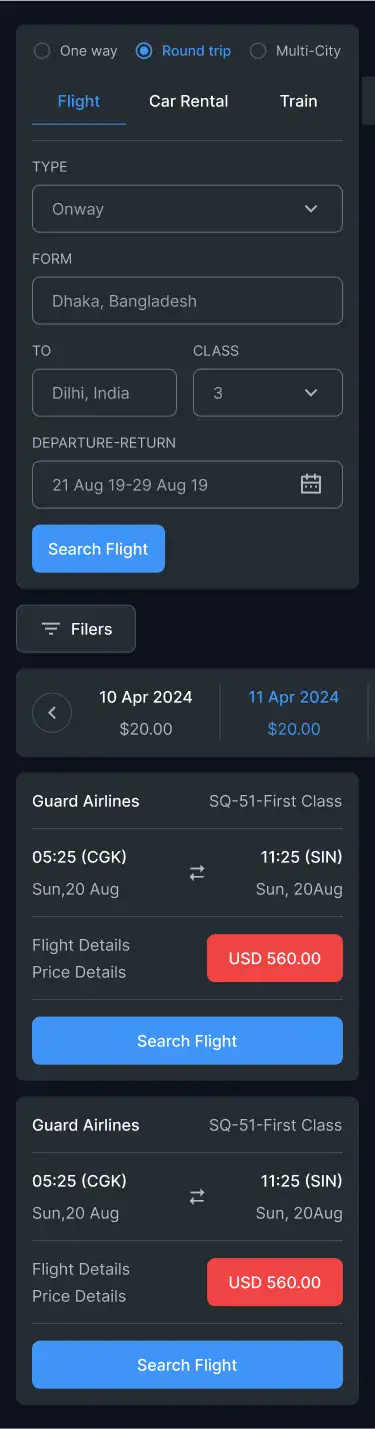 One way Round trip Multi-City
Flight Car Rental Train
TYPE
Onway
FORM
Dhaka, Bangladesh
TO CLASS
Dilhi, India 3
DEPARTURE-RETURN
21 Aug 19-29 Aug 19
Search Flight
Filers
10 Apr 2024 11 Apr 2024
$20.00 $20.00
Guard Airlines SQ-51-First Class
05:25 (CGK) 11:25 (SIN)
Sun,20 Aug Sun, 20Aug
Flight Details
USD 560.00
Price Details
Search Flight
Guard Airlines SQ-51-First Class
05:25 (CGK) 11:25 (SIN)
Sun,20 Aug Sun, 20Aug
Flight Details
USD 560.00
Price Details
Search Flight